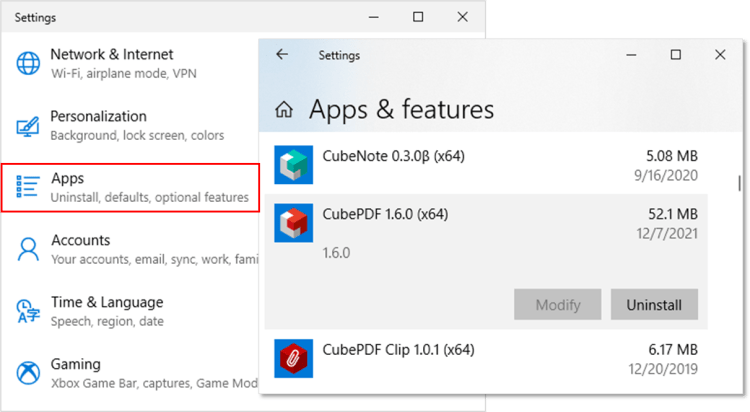 Settings
Network & Internet
Wi-Fi, airplane mode, VPN
Personalization
Background, lock screen, colors
Apps
Uninstall, defaults, optional features
Accounts
Your accounts, email, sync, work, fami
Time & Language
Speech, region, date
Gaming
Xbox Game Bar, captures, Game Mod
Settings
Apps & features
CubeNote 0.3.0β (x64) 5.08 MB
9/16/2020
CubePDF 1.6.0 (x64) 52.1 MB
12/7/2021
1.6.0
Modify Uninstall
CubePDF Clip 1.0.1 (x64) 6.17 MB
12/20/2019